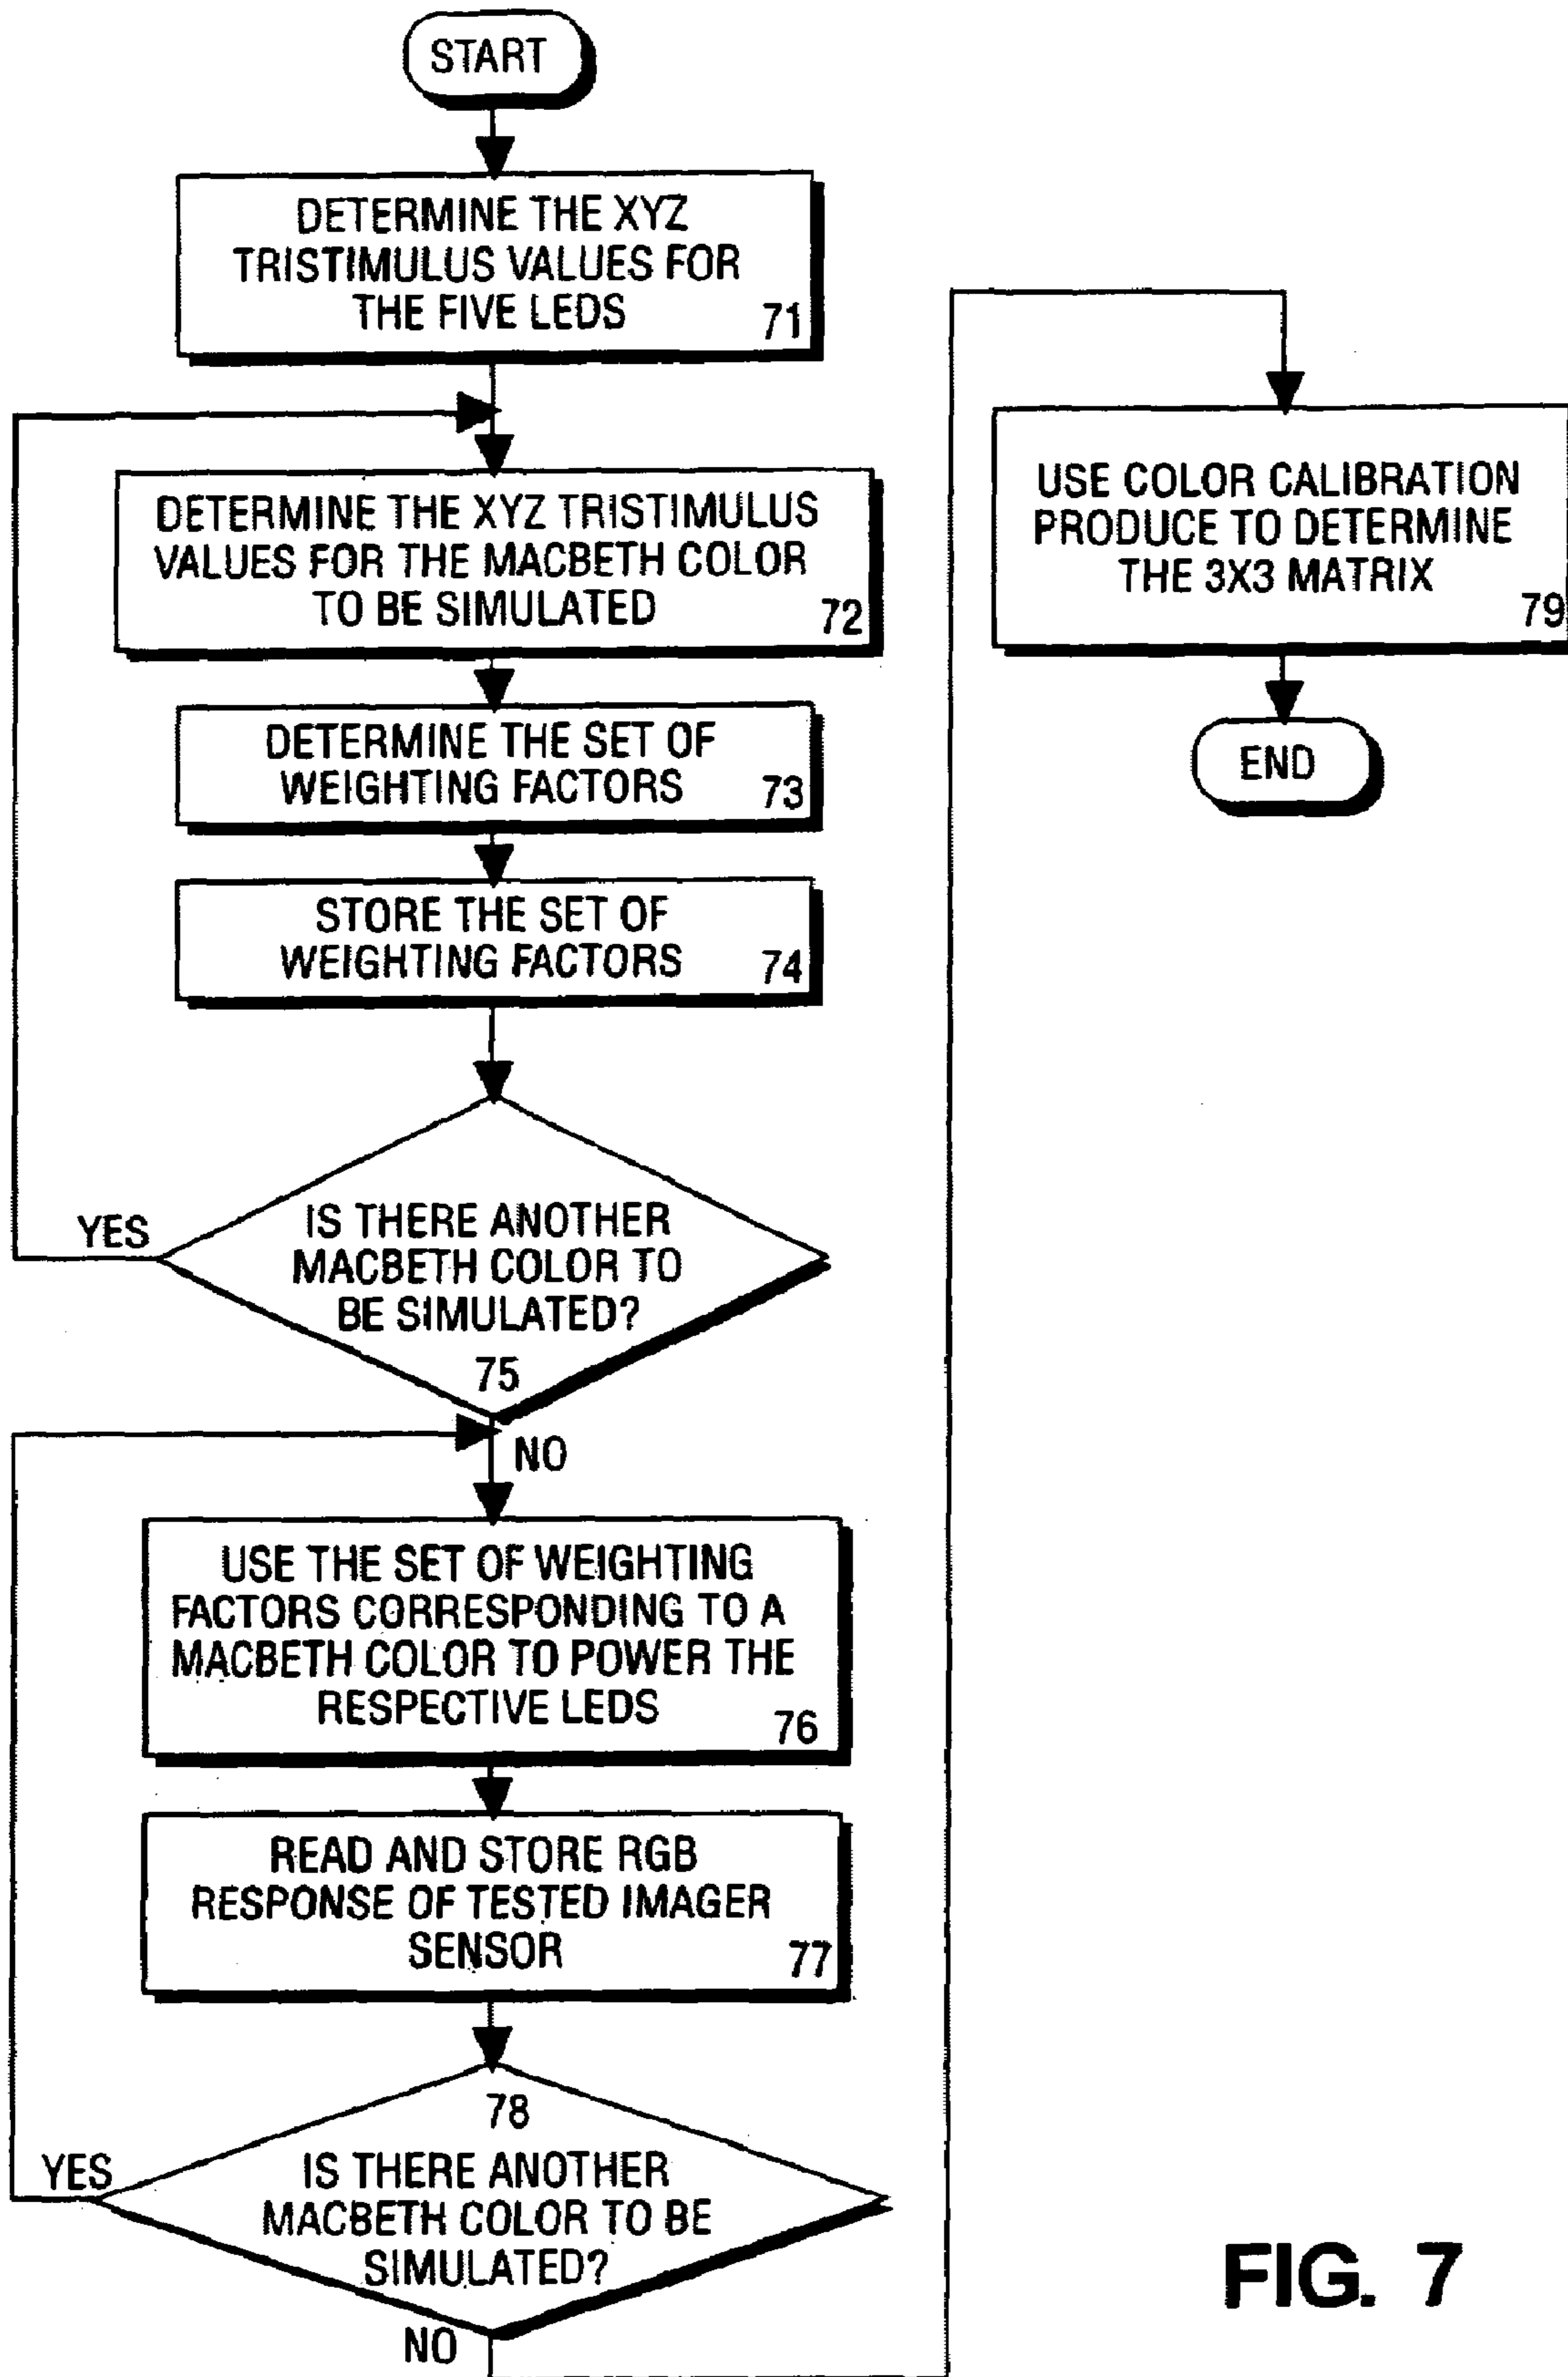 START
DETERMINE THE XYZ
TRISTIMULUS VALUES FOR
THE FIVE LEDS
71
DETERMINE THE XYZ TRISTIMULUS
VALUES FOR THE MACBETH COLOR
TO BE SIMULATED
72
DETERMINE THE SET OF
WEIGHTING FACTORS
73
STORE THE SET OF
WEIGHTING FACTORS
74
YES
IS THERE ANOTHER
MACBETH COLOR TO
BE SIMULATED?
75
NO
USE THE SET OF WEIGHTING
FACTORS CORRESPONDING TO A
MACBETH COLOR TO POWER THE
RESPECTIVE LEDS
76
READ AND STORE RGB
RESPONSE OF TESTED IMAGER
SENSOR
77
78
YES
IS THERE ANOTHER
MACBETH COLOR TO BE
SIMULATED?
NO
USE COLOR CALIBRATION
PRODUCE TO DETERMINE
THE 3X3 MATRIX
79
END
FIG. 7